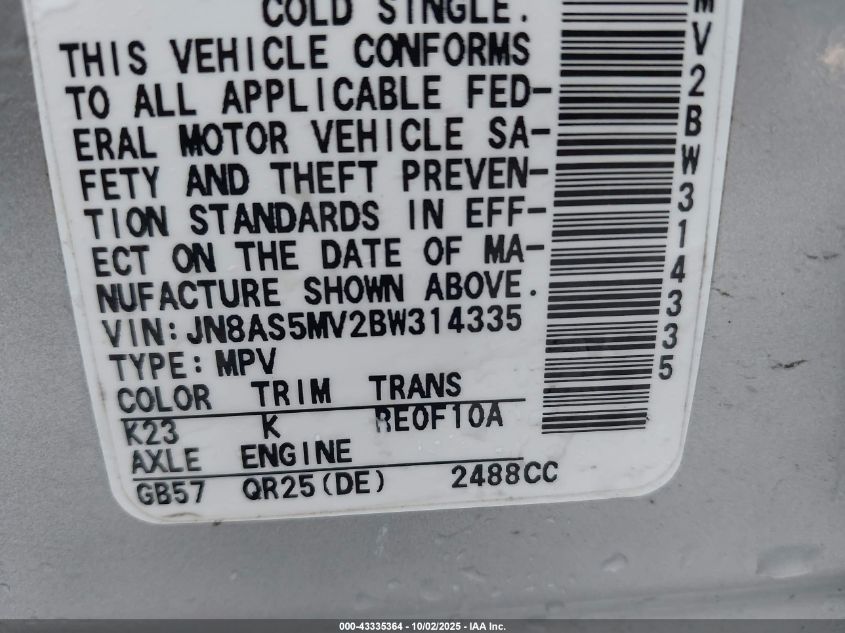 COLD SINGLE.
THIS VEHICLE CONFORMS
TO ALL APPLICABLE FED-
ERAL MOTOR VEHICLE SA-
FETY AND THEFT PREVEN-
TION STANDARDS IN EFF-
ECT ON THE DATE OF MA-
NUFACTURE SHOWN ABOVE.
VIN:JN8AS5MV2BW314335
TYPE:MPV
COLOR TRIM TRANS
K23 K RE0F10A
AXLE ENGINE
GB57 QR25(DE) 2488CC
MV2BW314335
000-43335364 - 10/02/2025 - IAA Inc.